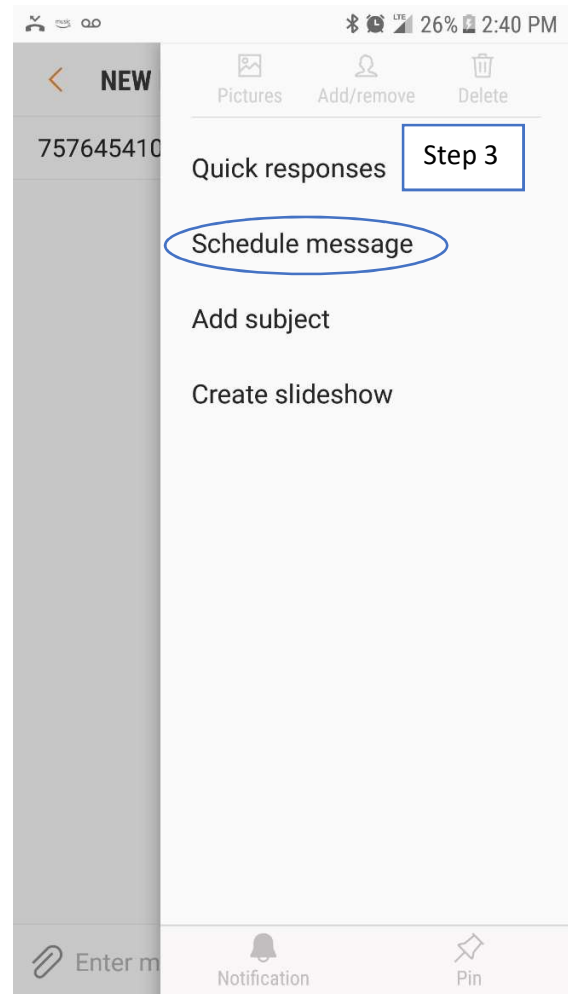 music 26% 2:40 PM
NEW
Pictures Add/remove Delete
757645410
Quick responses
Step 3
Schedule message
Add subject
Create slideshow
Enter m
Notification Pin